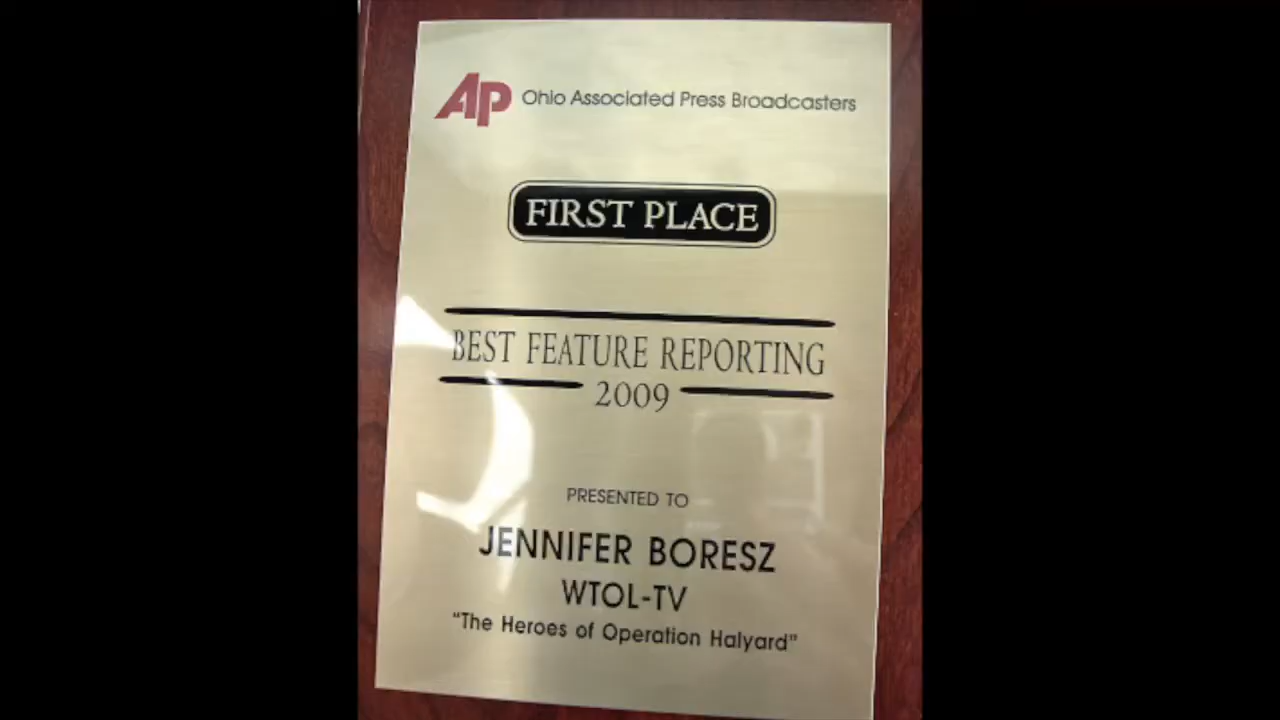 AP Ohio Associated Press Broadcasters
FIRST PLACE
BEST FEATURE REPORTING
2009
PRESENTED TO
JENNIFER BORESZ
WTOL-TV
"The Heroes of Operation Halyard"